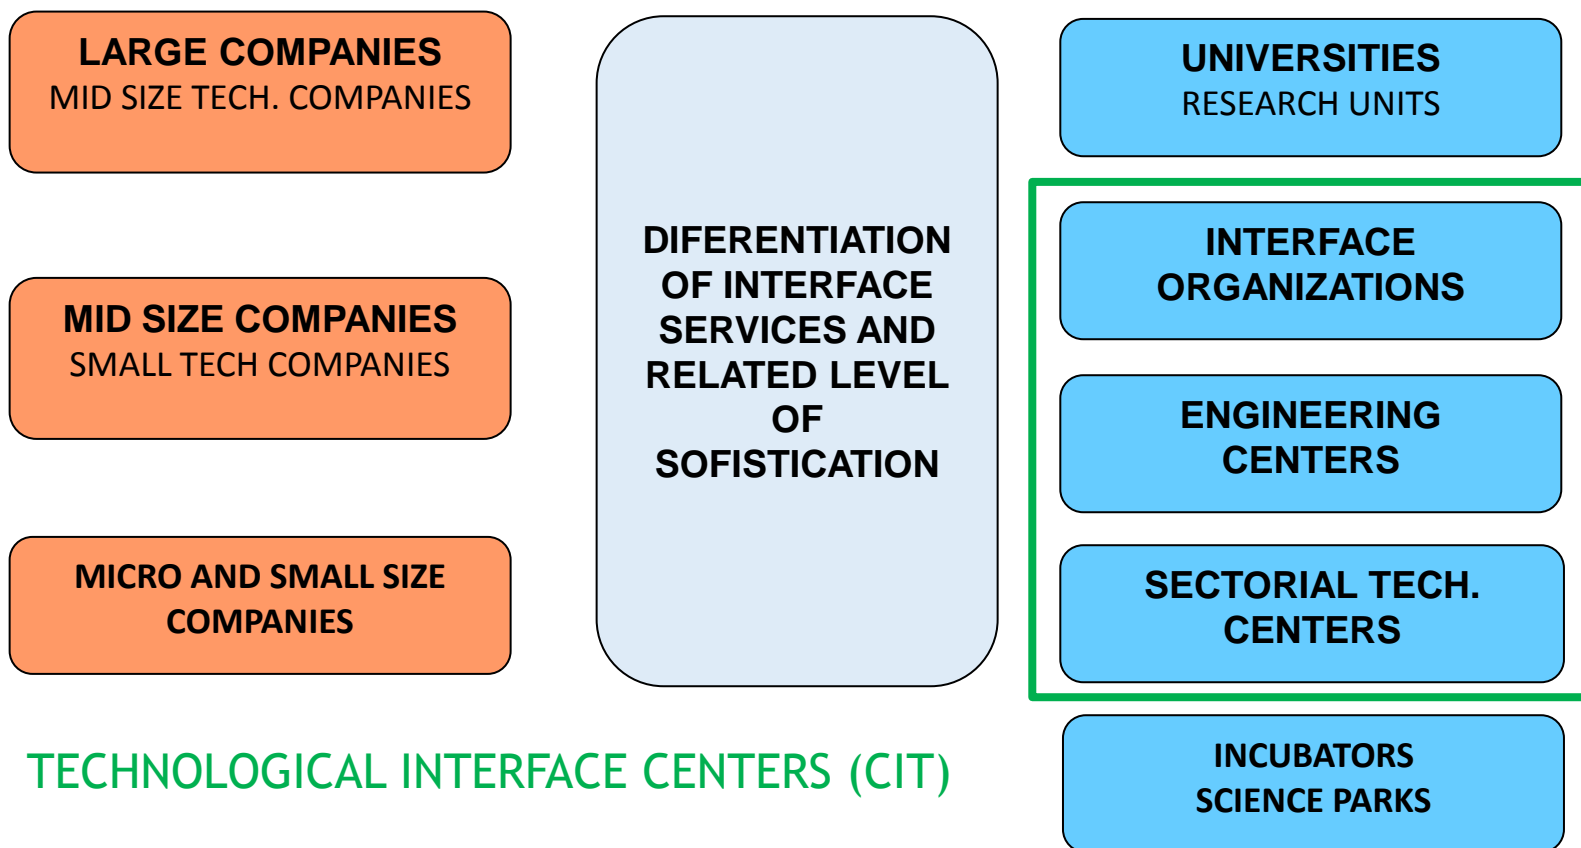 LARGE COMPANIES
MID SIZE TECH. COMPANIES
MID SIZE COMPANIES
SMALL TECH COMPANIES
MICRO AND SMALL SIZE
COMPANIES
DIFERENTIATION
OF INTERFACE
SERVICES AND
RELATED LEVEL
OF
SOFISTICATION
UNIVERSITIES
RESEARCH UNITS
INTERFACE
ORGANIZATIONS
ENGINEERING
CENTERS
SECTORIAL TECH.
CENTERS
INCUBATORS
SCIENCE PARKS
TECHNOLOGICAL INTERFACE CENTERS (CIT)